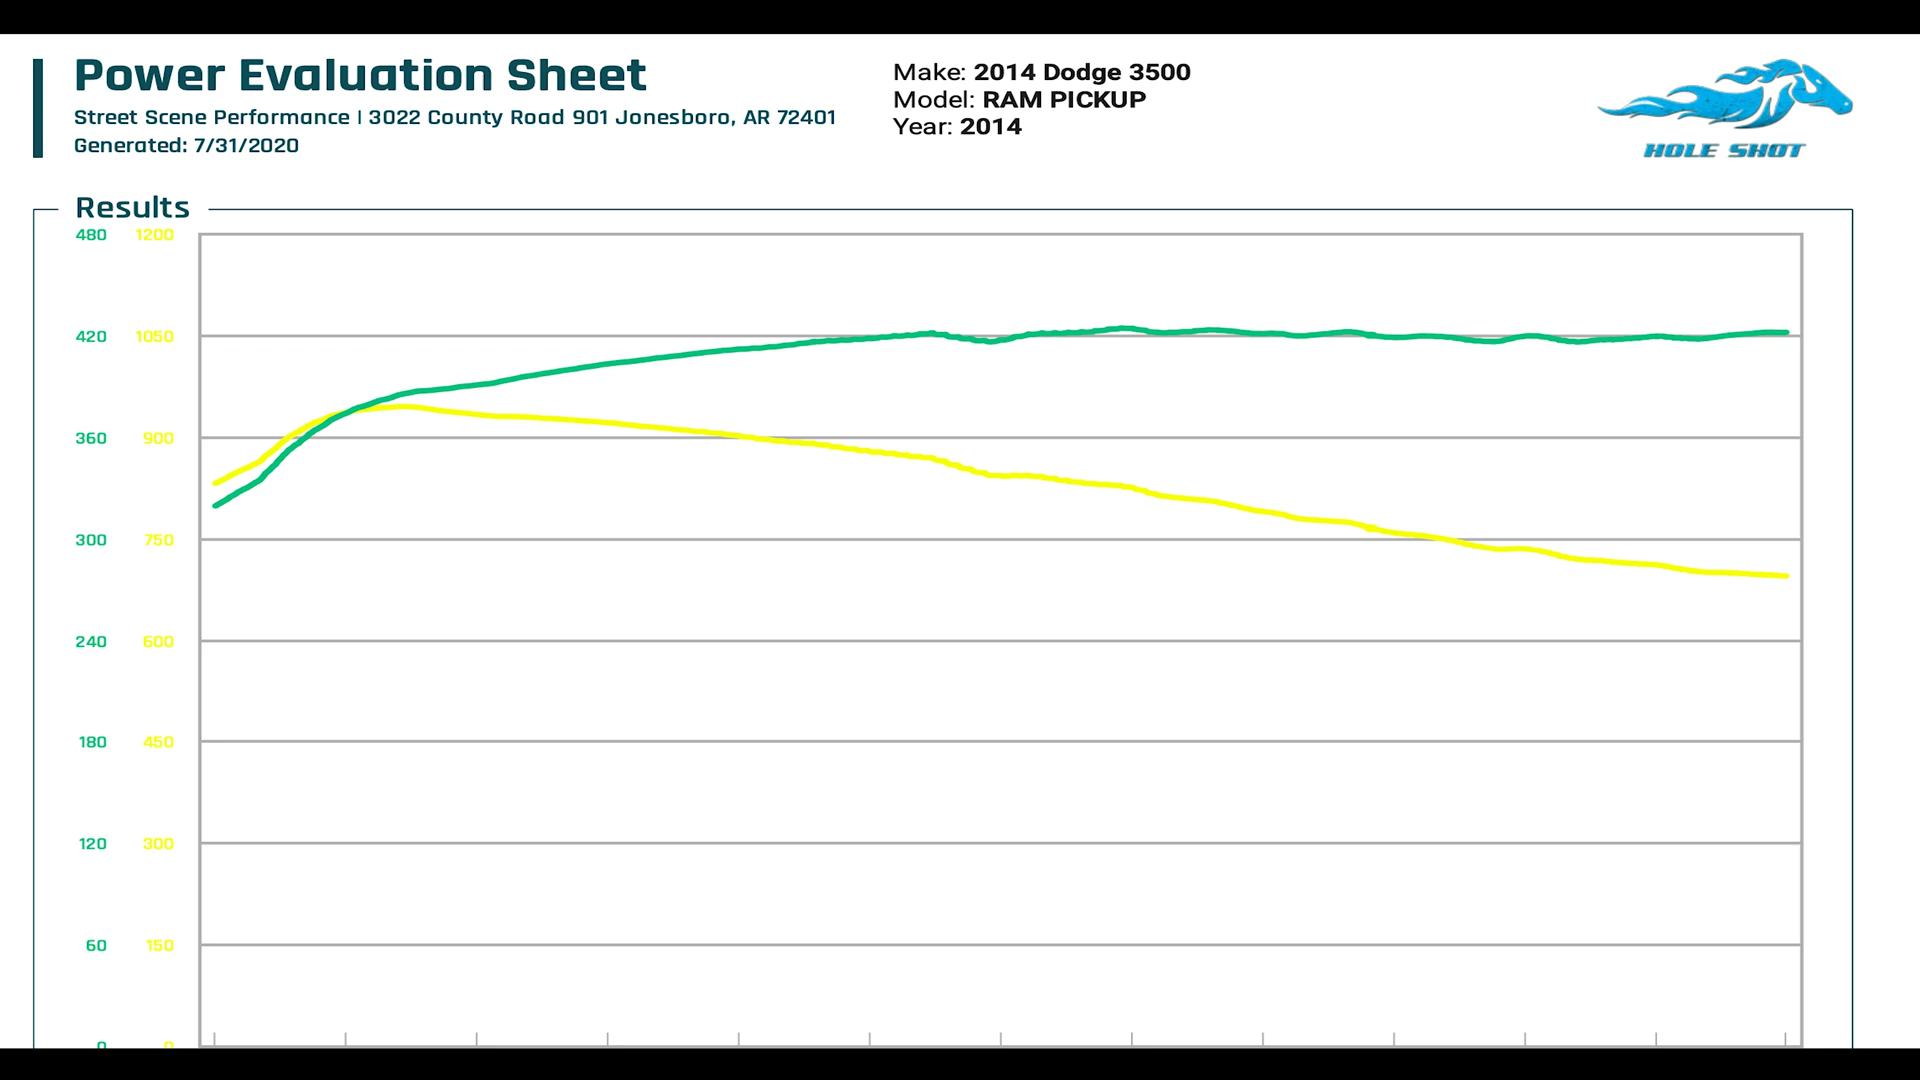 Power Evaluation Sheet
Street Scene Performance | 3022 County Road 901 Jonesboro, AR 72401
Generated: 7/31/2020
Make: 2014 Dodge 3500
Model: RAM PICKUP
Year: 2014
HOLE SHOT
Results
480 1200
420 1050
360 900
300 750
240 600
180 450
120 300
60 150
0 0